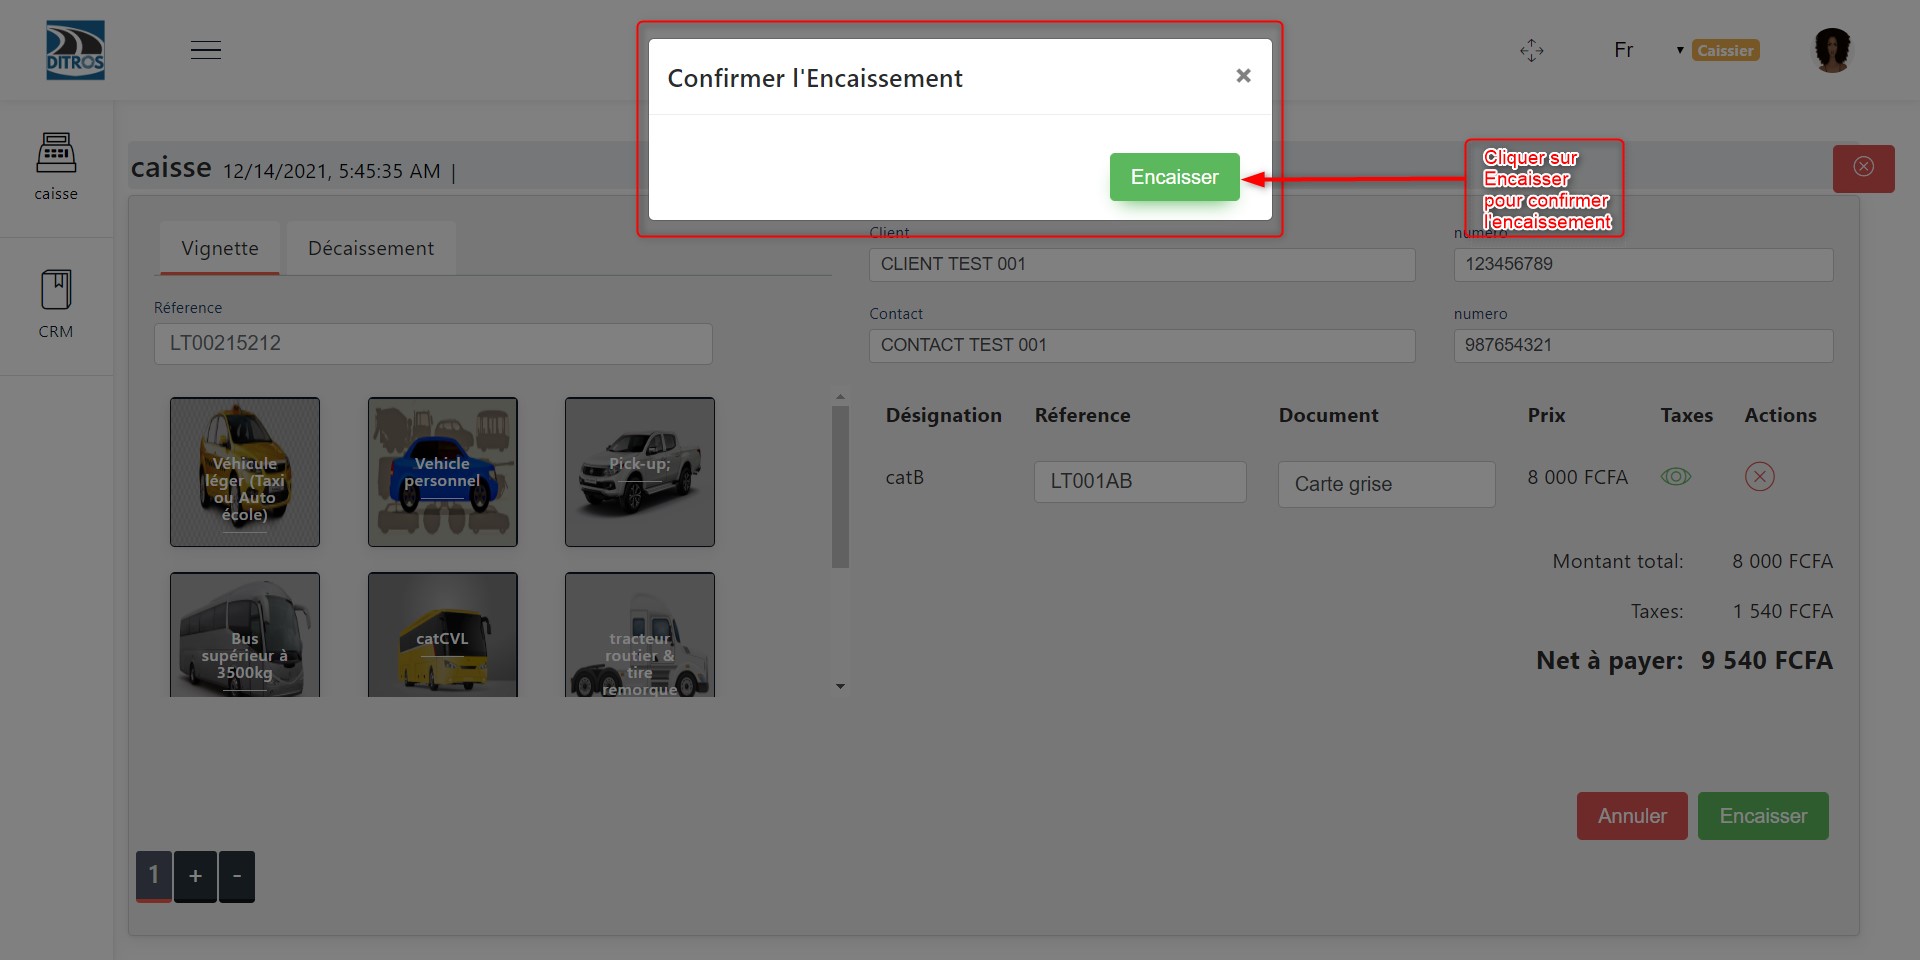 DITROS
Fr
Caissier
Confirmer l'Encaissement
×
Encaisser
Cliquer sur
Encaisser
pour confirmer
l'encaissement
caisse
CRM
caisse 12/14/2021, 5:45:35 AM |
Vignette
Décaissement
Réference
LT00215212
Véhicule
léger (Taxi
ou Auto
école)
Vehicle
personnel
Pick-up;
Bus
supérieur à
3500kg
catCVL
tracteur
routier &
tire
remorque
Client
numero
CLIENT TEST 001
123456789
Contact
numero
CONTACT TEST 001
987654321
Désignation Réference Document Prix Taxes Actions
catB LT001AB Carte grise 8 000 FCFA
Montant total: 8 000 FCFA
Taxes: 1 540 FCFA
Net à payer: 9 540 FCFA
Annuler
Encaisser
1 + -